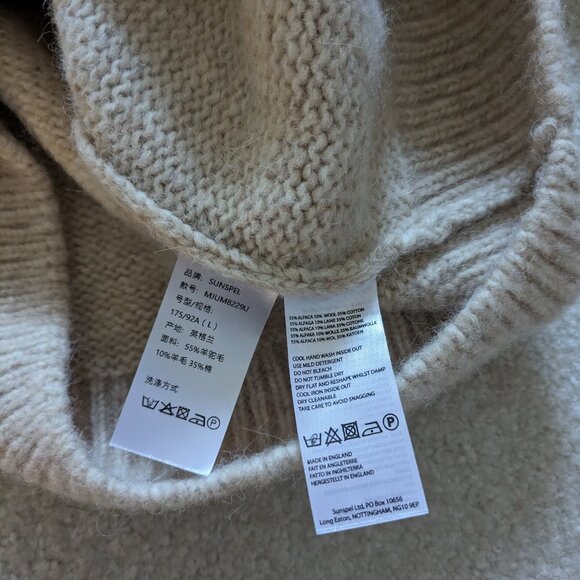 品牌: SUNSPEL
款号: MJUM8229U
号型/规格:
175/92A ( L )
产地: 英格兰
面料: 55%羊驼毛
10%羊毛 35%棉
洗涤方式
P
55% ALPACA 10% WOOL 35% COTTON
55% ALPACA 10% LAINE 35% COTON
55% ALPACA 10% LANA 35% COTONE
55% ALPAKA 10% WOLLE 35% BAUMWOLLE
55% ALPACA 10% WOL 35% KATOEN
COOL HAND WASH INSIDE OUT
USE MILD DETERGENT
DO NOT BLEACH
DO NOT TUMBLE DRY
DRY FLAT AND RESHAPE WHILST DAMP
COOL IRON INSIDE OUT
DRY CLEANABLE
TAKE CARE TO AVOID SNAGGING
P
MADE IN ENGLAND
FAIT EN ANGLETERRE
FATTO IN INGHILTERRA
HERGESTELLT IN ENGLAND
Sunspel Ltd, PO Box 10656
Long Eaton, NOTTINGHAM, NG10 9EP